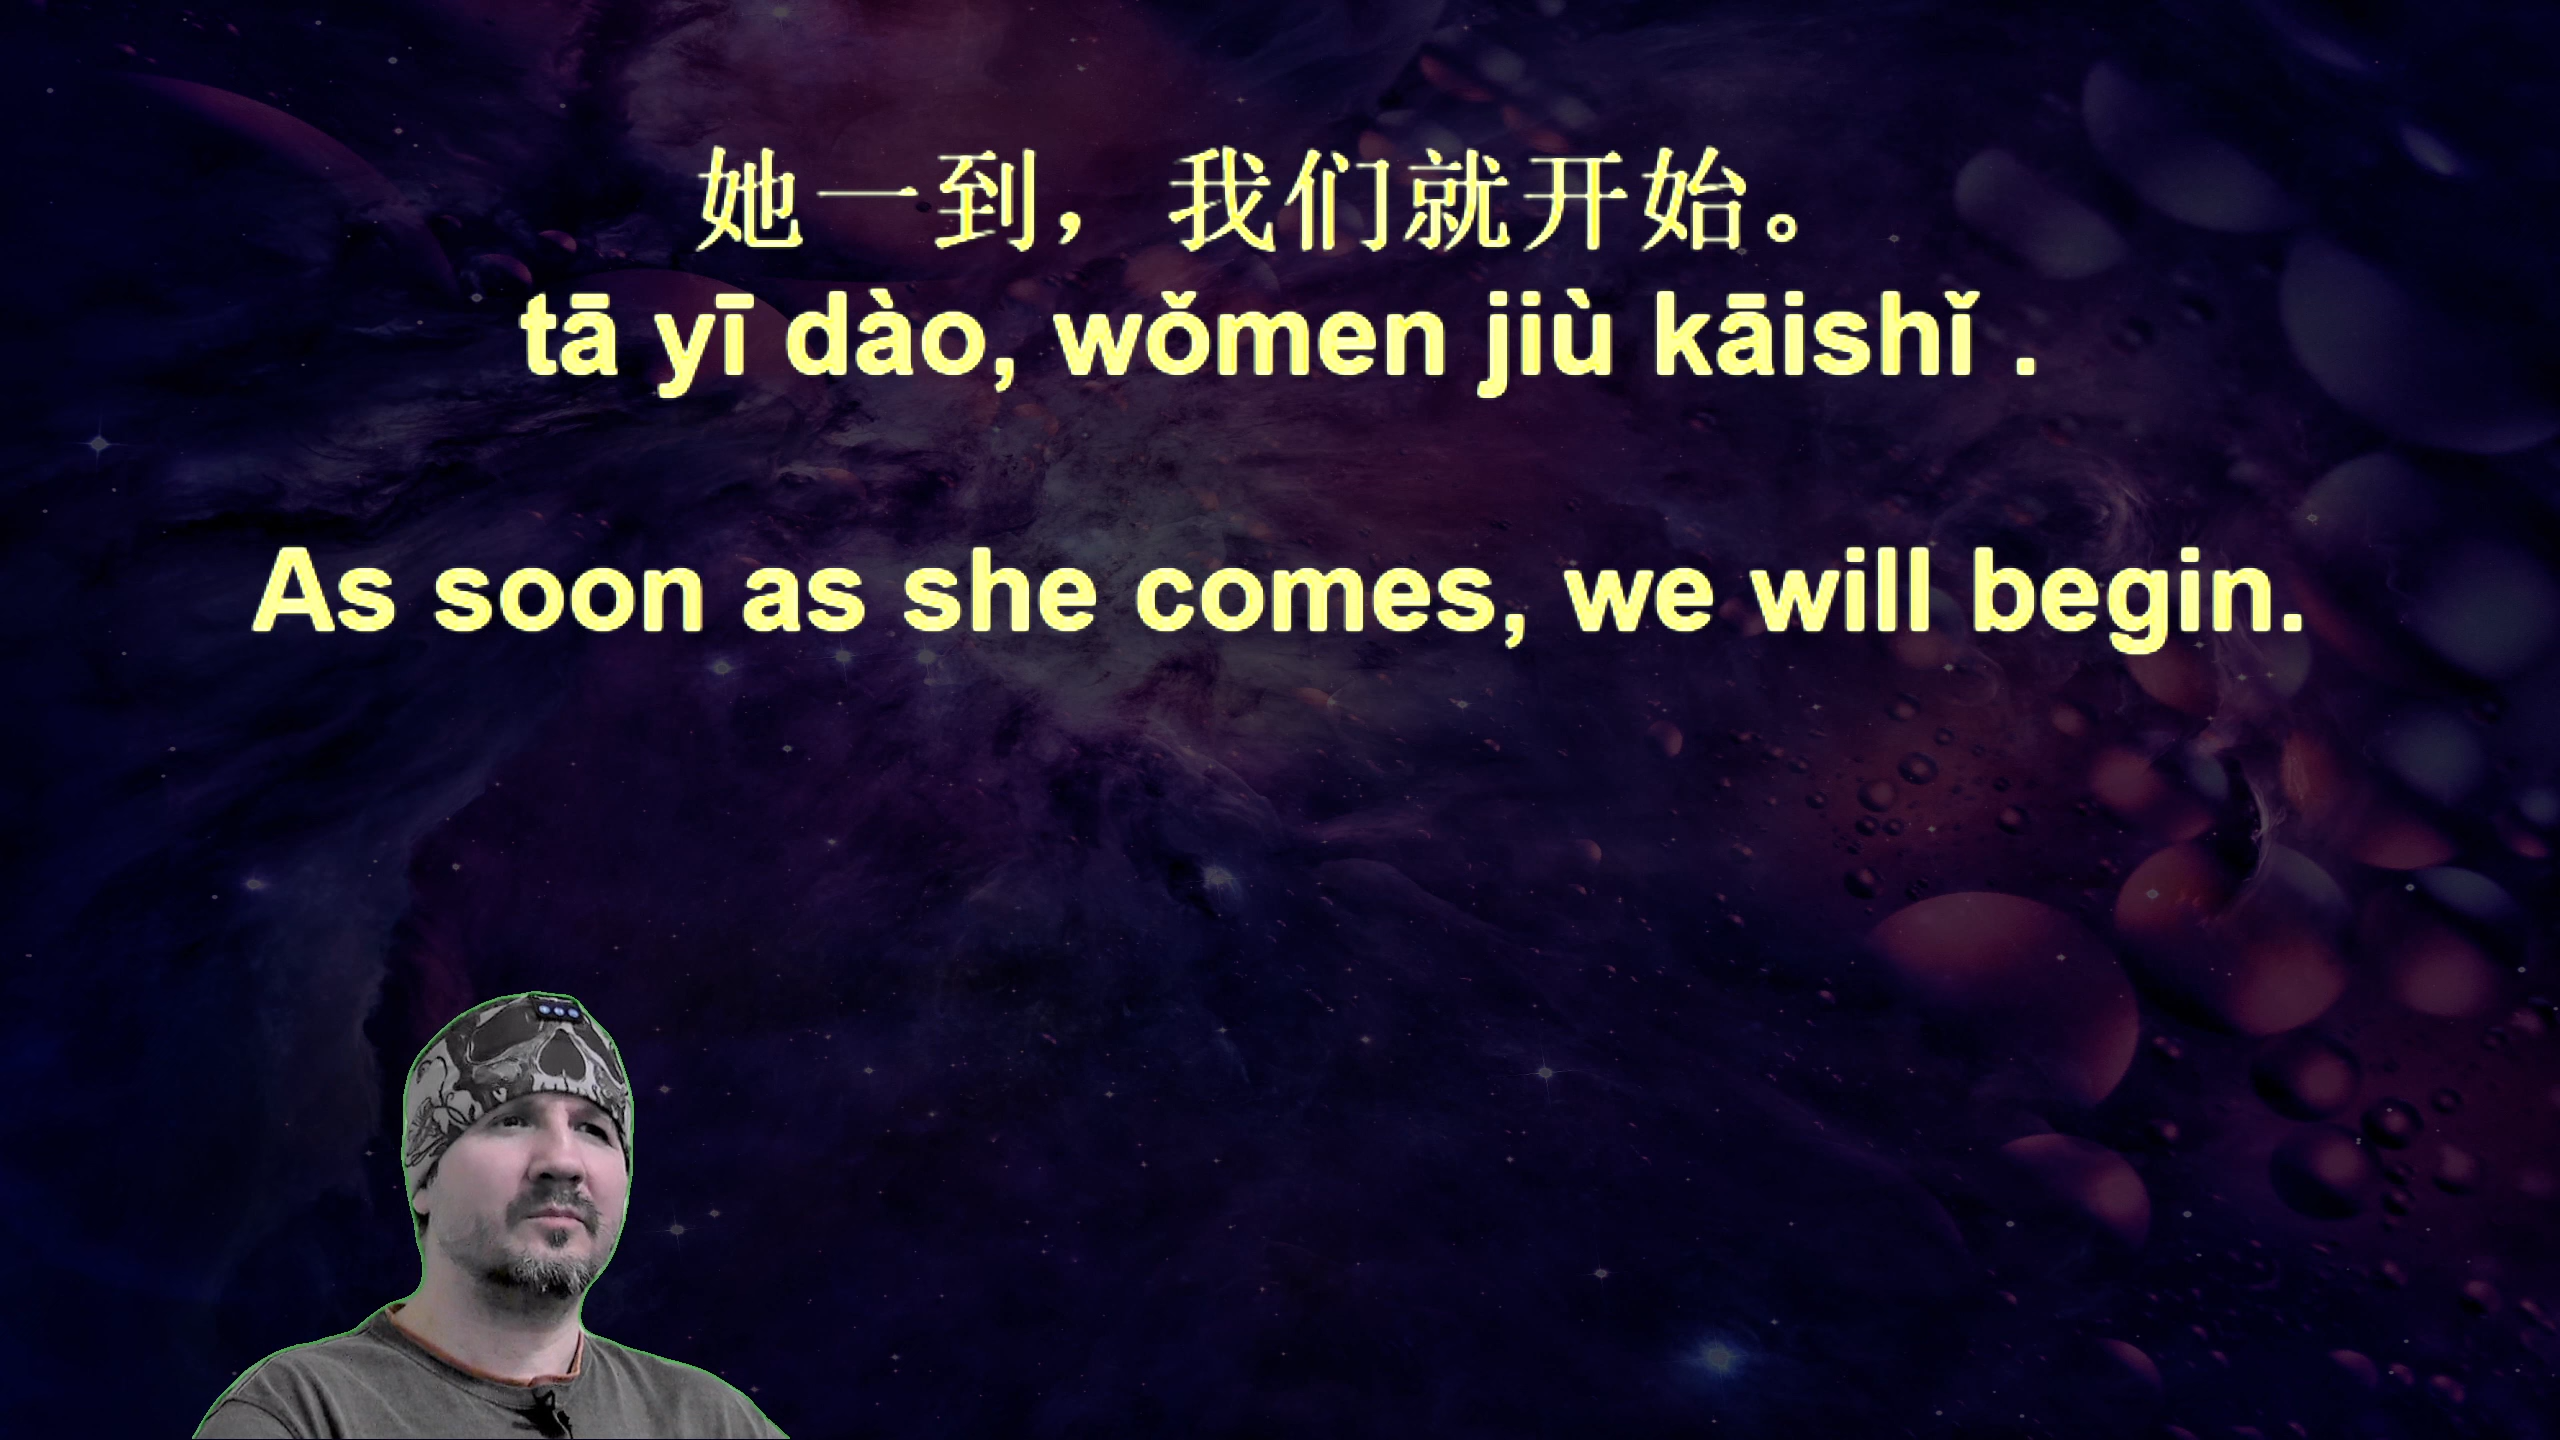 她一到，我们就开始。
tā yī dào, wǒmen jiù kāishǐ .
As soon as she comes, we will begin.